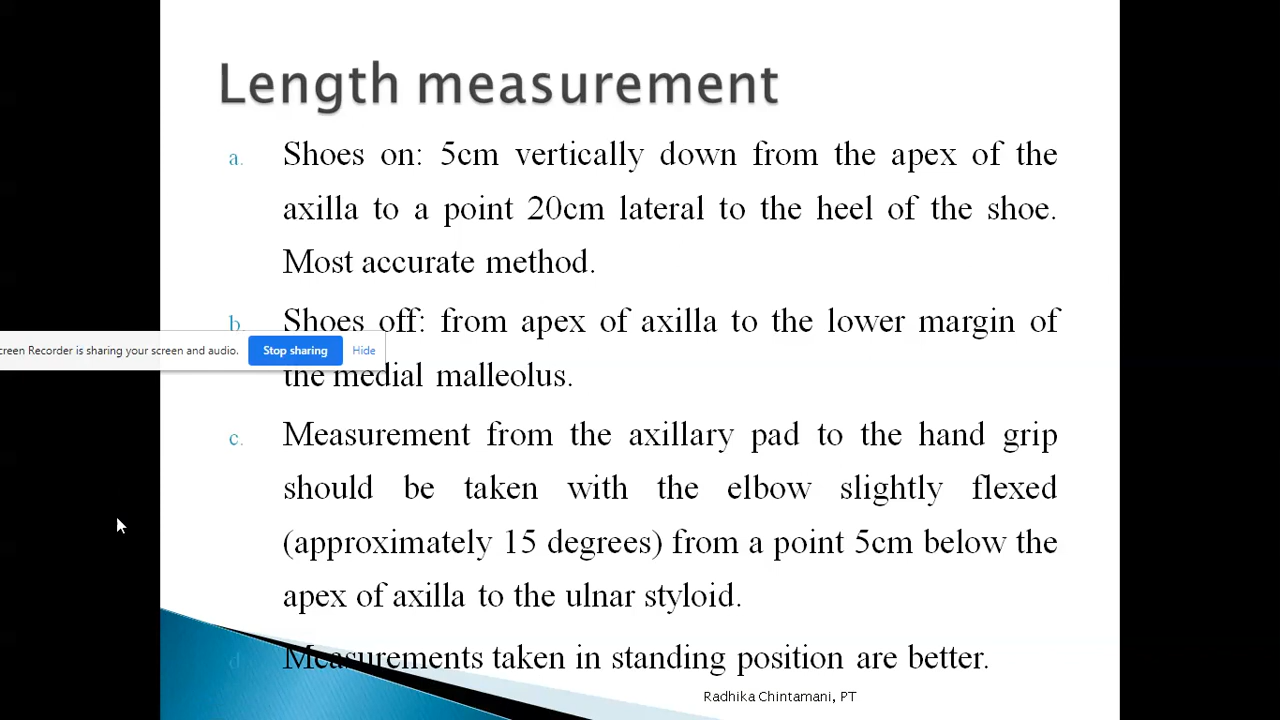 Length measurement
a. Shoes on: 5cm vertically down from the apex of the
axilla to a point 20cm lateral to the heel of the shoe.
Most accurate method.
b. Shoes off: from apex of axilla to the lower margin of
creen Recorder is sharing your screen and audio. Stop sharing Hide
the medial malleolus.
c. Measurement from the axillary pad to the hand grip
should be taken with the elbow slightly flexed
(approximately 15 degrees) from a point 5cm below the
apex of axilla to the ulnar styloid.
d. Measurements taken in standing position are better.
Radhika Chintamani, PT